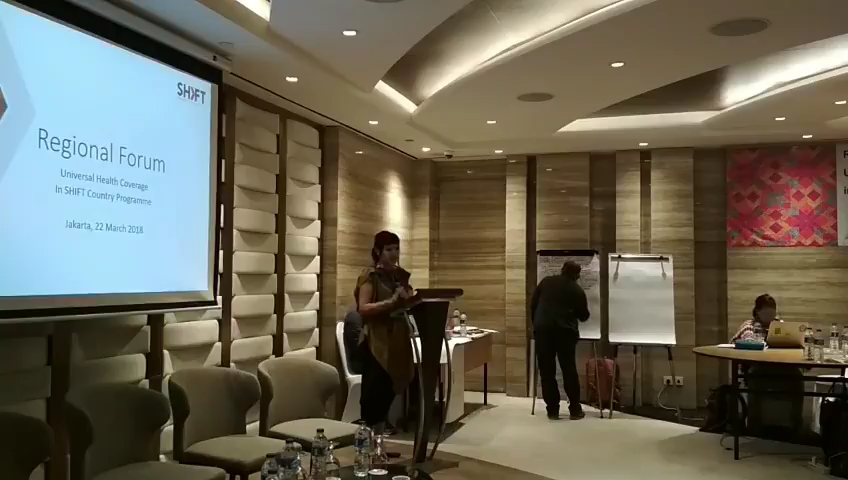 SHIFT
Regional Forum
Universal Health Coverage
In SHIFT Country Programme
Jakarta, 22 March 2018